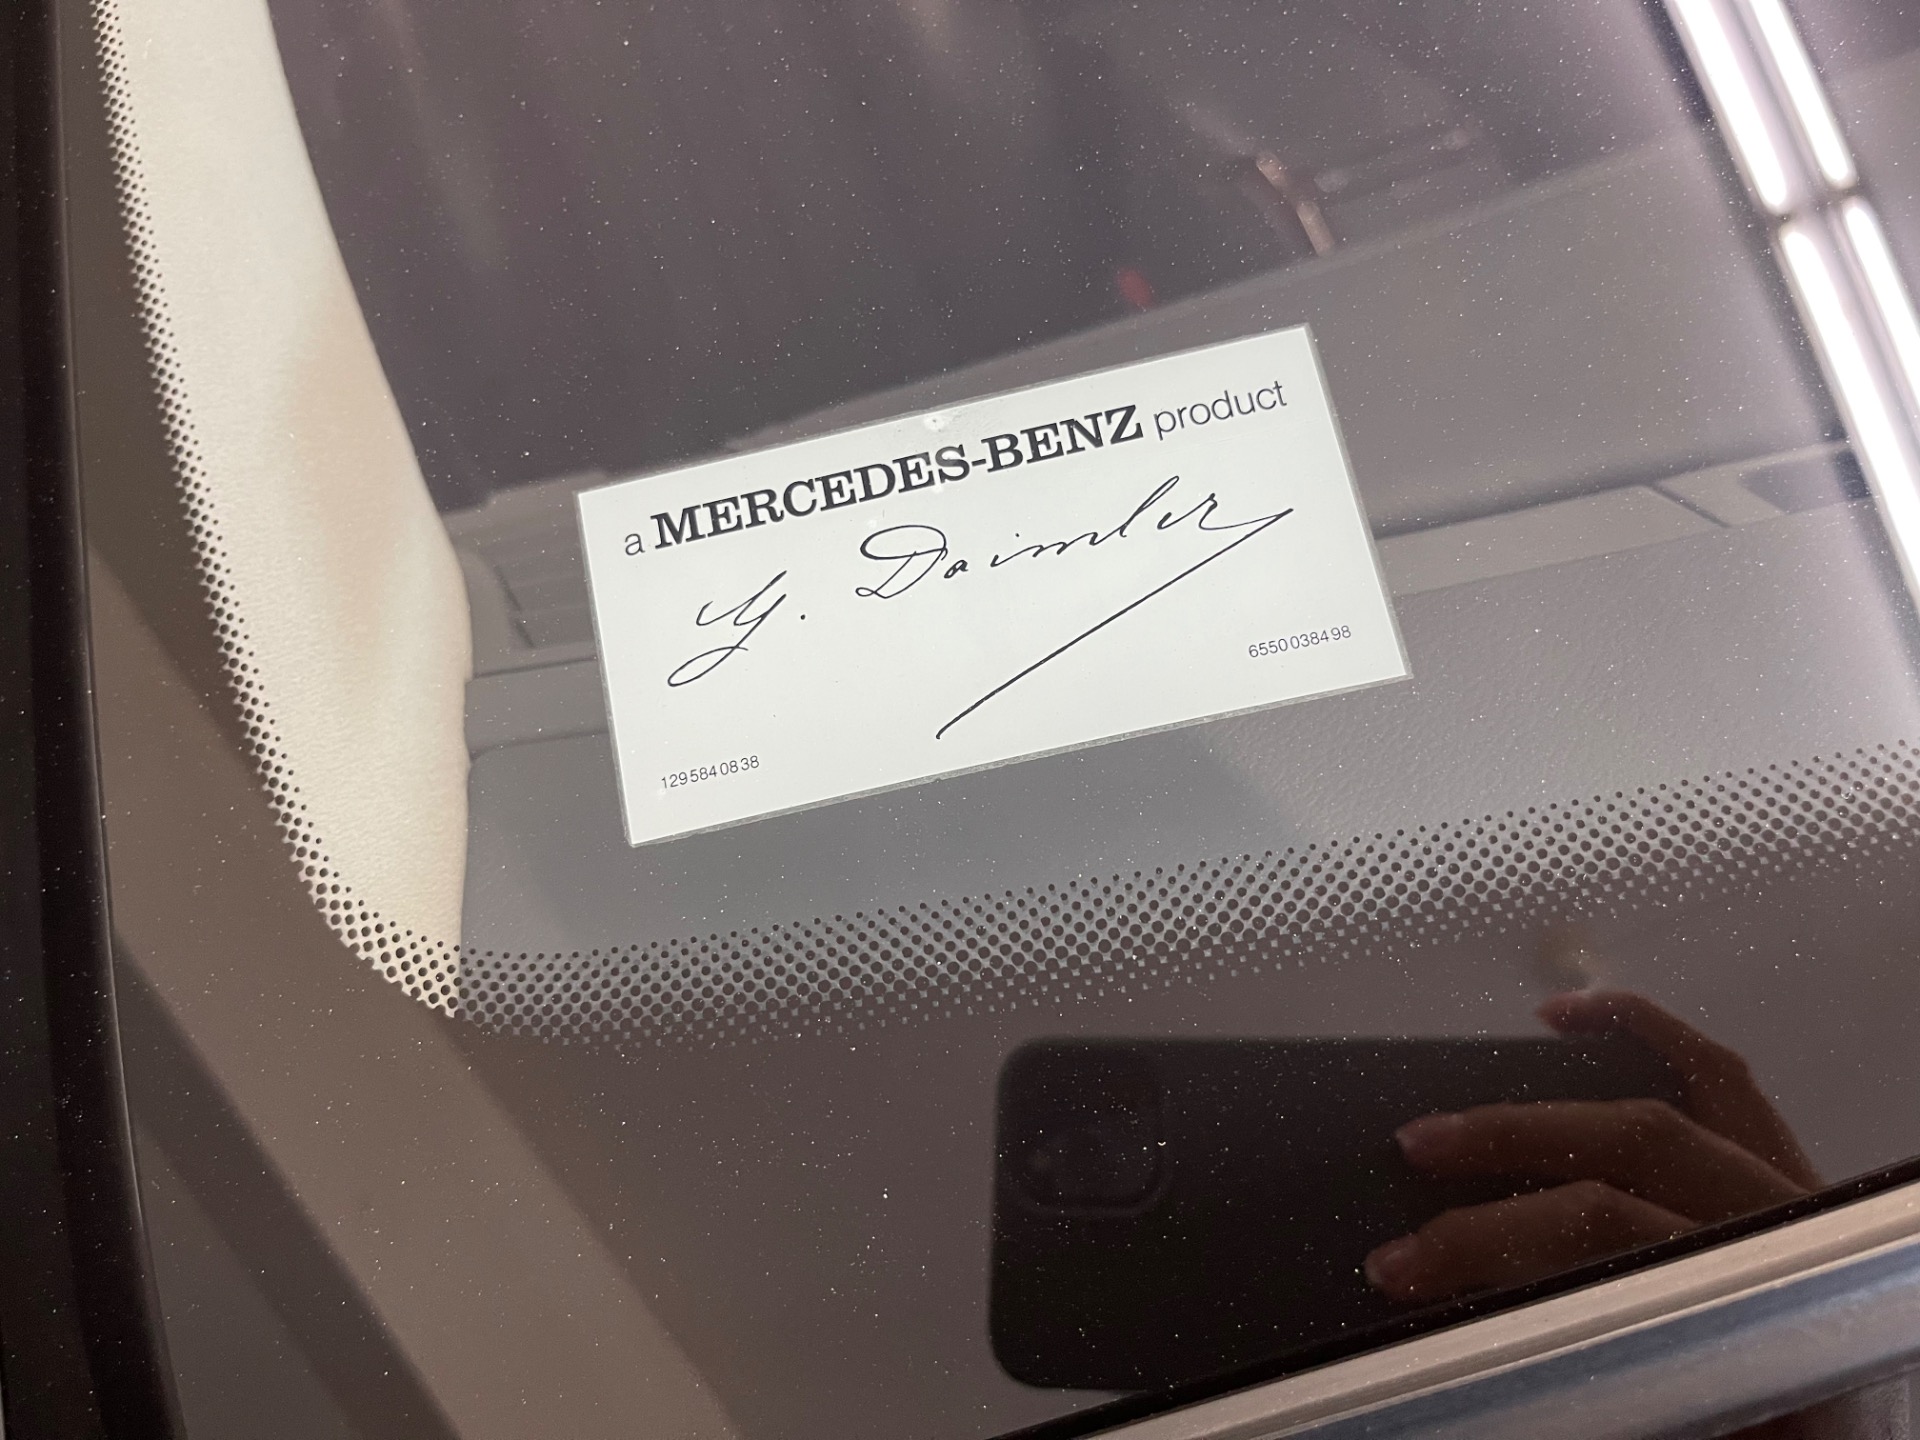 a MERCEDES-BENZ product
G. Daimler
6550038498
1295840838